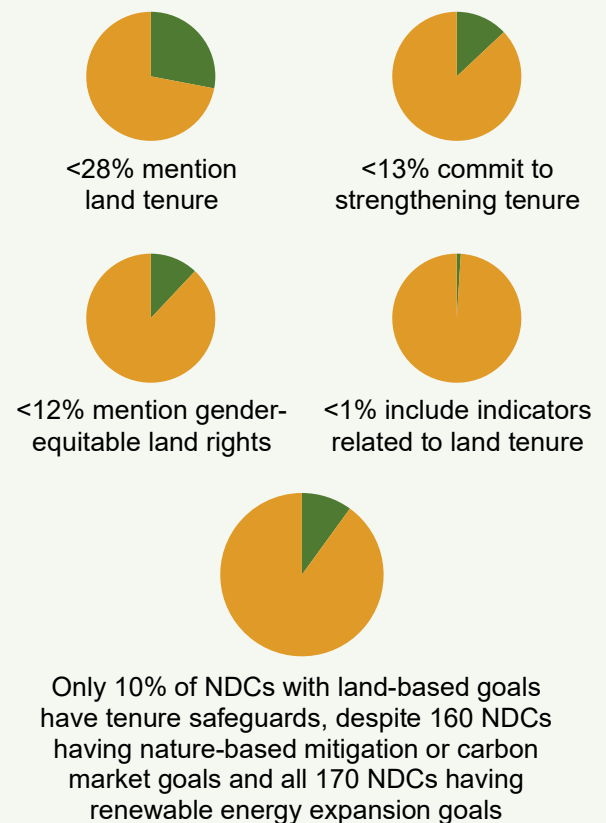 <28% mention
land tenure
<13% commit to
strengthening tenure
<12% mention gender-
equitable land rights
<1% include indicators
related to land tenure
Only 10% of NDCs with land-based goals
have tenure safeguards, despite 160 NDCs
having nature-based mitigation or carbon
market goals and all 170 NDCs having
renewable energy expansion goals